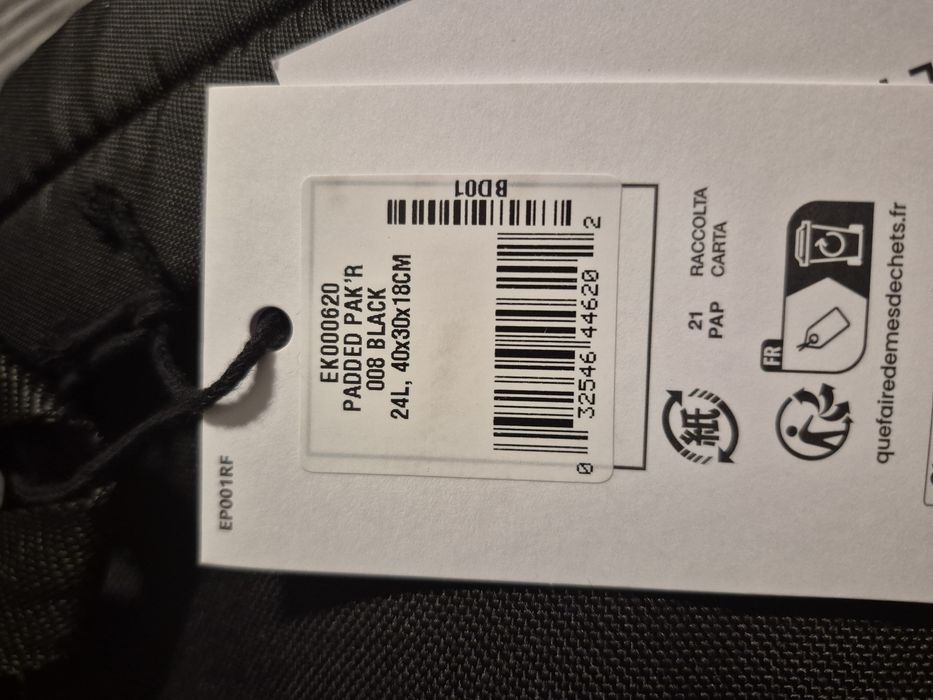 EP001RF
EK000620
PADDED PAK'R
008 BLACK
24L, 40x30x18CM
BD01
0 32546 44620 2
21
PAP
RACCOLTA
CARTA
紙
FR
quefairedemesdechets.fr